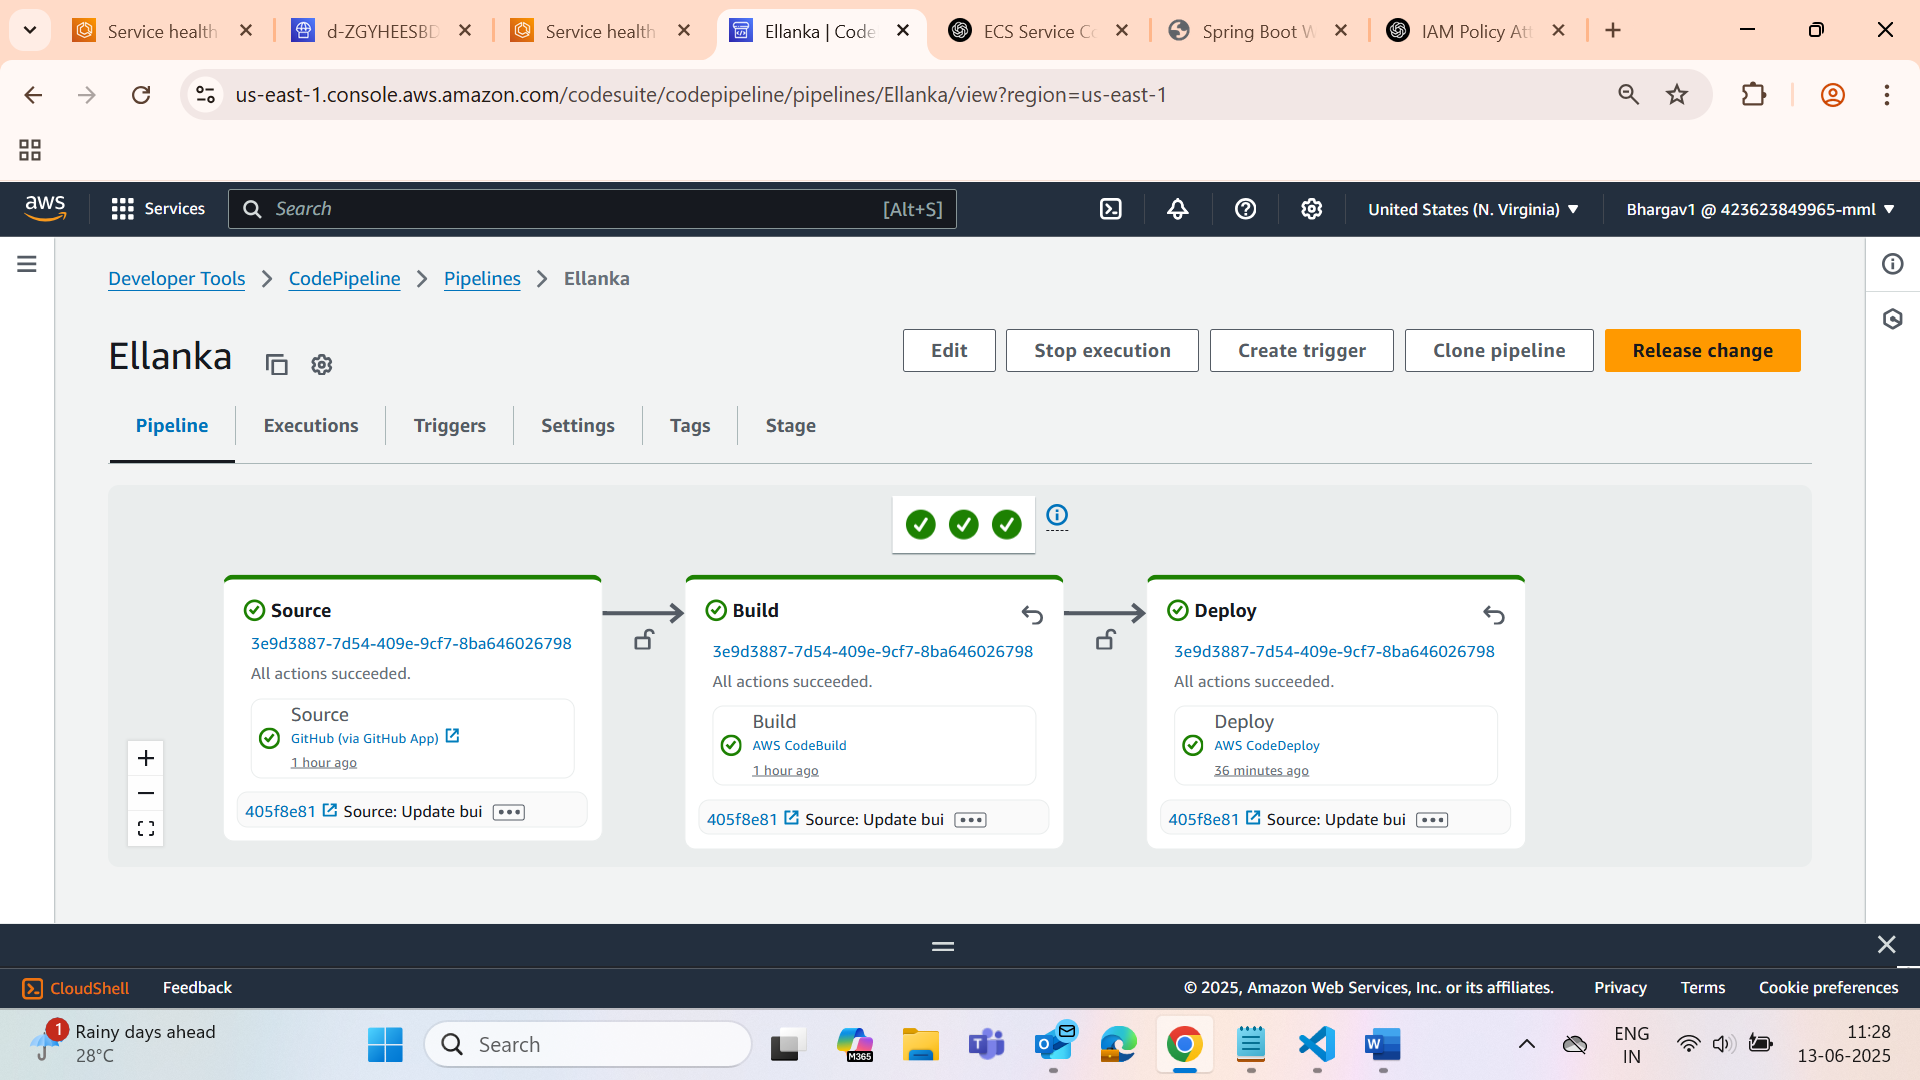 Service health
d-ZGYHEESBD
Service health
Ellanka | Code
ECS Service Co
Spring Boot W
IAM Policy Att
us-east-1.console.aws.amazon.com/codesuite/codepipeline/pipelines/Ellanka/view?region=us-east-1
aws
Services
Search
[Alt+S]
United States (N. Virginia)
Bhargav1 @ 423623849965-mml
Developer Tools
CodePipeline
Pipelines
Ellanka
Ellanka
Edit
Stop execution
Create trigger
Clone pipeline
Release change
Pipeline
Executions
Triggers
Settings
Tags
Stage
Source
3e9d3887-7d54-409e-9cf7-8ba646026798
All actions succeeded.
Source
GitHub (via GitHub App)
1 hour ago
405f8e81 Source: Update bui
Build
3e9d3887-7d54-409e-9cf7-8ba646026798
All actions succeeded.
Build
AWS CodeBuild
1 hour ago
405f8e81 Source: Update bui
Deploy
3e9d3887-7d54-409e-9cf7-8ba646026798
All actions succeeded.
Deploy
AWS CodeDeploy
36 minutes ago
405f8e81 Source: Update bui
CloudShell
Feedback
© 2025, Amazon Web Services, Inc. or its affiliates.
Privacy
Terms
Cookie preferences
1
Rainy days ahead
28°C
Search
M365
ENG
IN
11:28
13-06-2025